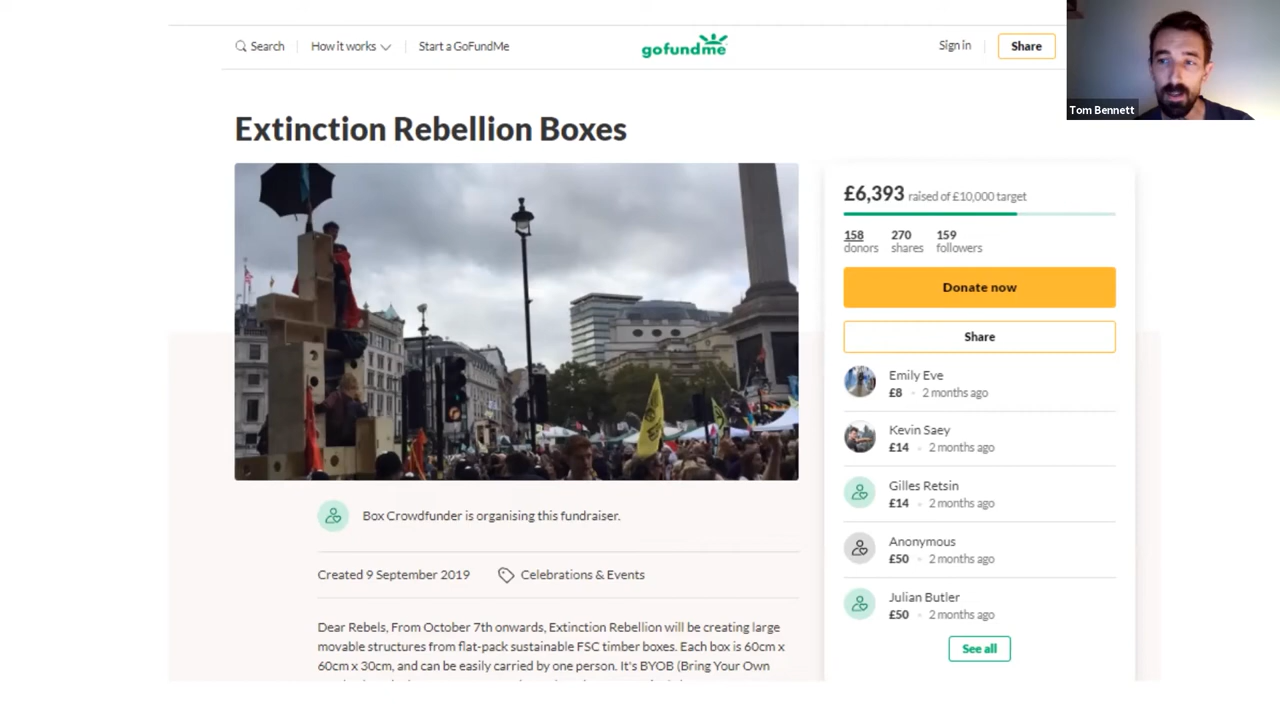 Search
How it works
Start a GoFundMe
gofundme
Sign in
Share
Tom Bennett
Extinction Rebellion Boxes
£6,393 raised of £10,000 target
158 270 159
donors shares followers
Donate now
Share
Emily Eve
£8 • 2 months ago
Kevin Saey
£14 • 2 months ago
Gilles Retsin
£14 • 2 months ago
Anonymous
£50 • 2 months ago
Julian Butler
£50 • 2 months ago
See all
Box Crowdfunder is organising this fundraiser.
Created 9 September 2019
Celebrations & Events
Dear Rebels, From October 7th onwards, Extinction Rebellion will be creating large
movable structures from flat-pack sustainable FSC timber boxes. Each box is 60cm x
60cm x 30cm, and can be easily carried by one person. It's BYOB (Bring Your Own